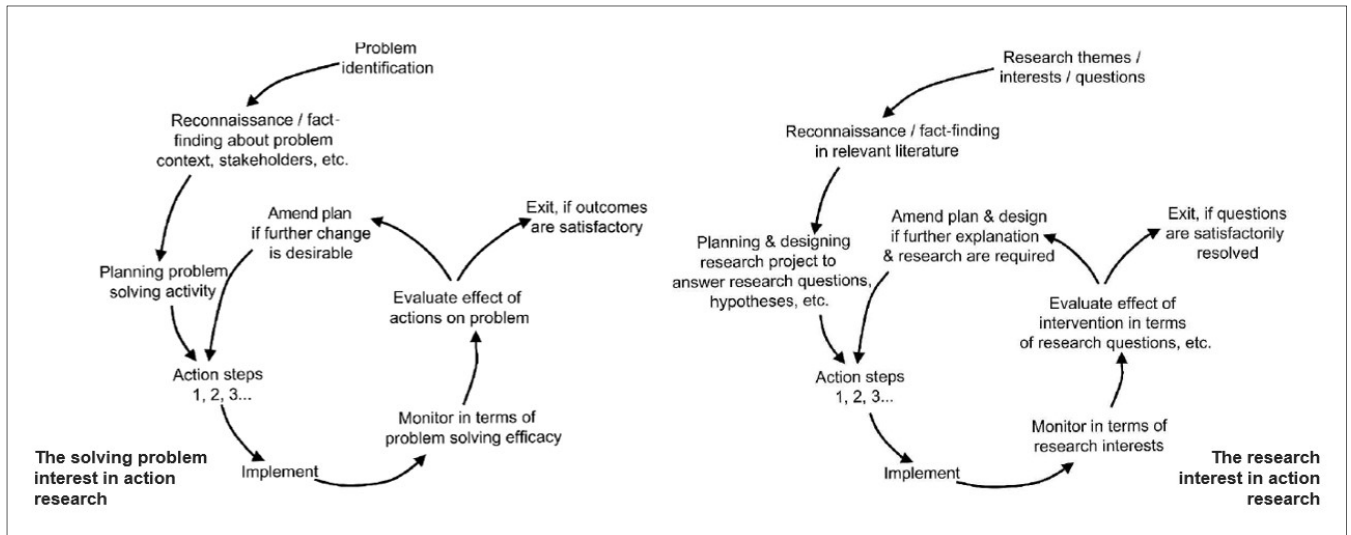 Problem
identification
Reconnaissance / fact-
finding about problem
context, stakeholders, etc.
Planning problem
solving activity
Amend plan
if further change
is desirable
Exit, if outcomes
are satisfactory
Evaluate effect of
actions on problem
Action steps
1, 2, 3...
Monitor in terms of
problem solving efficacy
Implement
The solving problem
interest in action
research
Research themes /
interests / questions
Reconnaissance / fact-finding
in relevant literature
Planning & designing
research project to
answer research questions,
hypotheses, etc.
Amend plan & design
if further explanation
& research are required
Exit, if questions
are satisfactorily
resolved
Evaluate effect of
intervention in terms
of research questions, etc.
Action steps
1, 2, 3...
Monitor in terms of
research interests
Implement
The research
interest in action
research